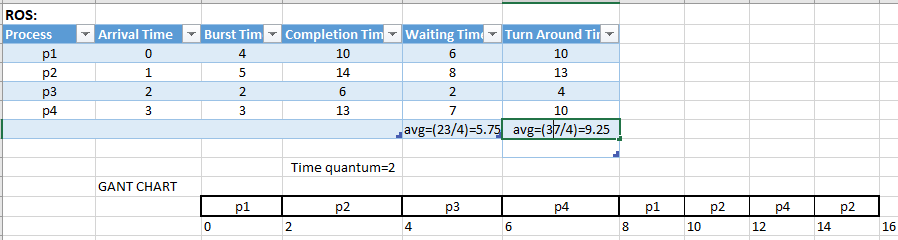 ROS:
Process Arrival Time Burst Tim Completion Tim Waiting Time Turn Around Tir
p1 0 4 10 6 10
p2 1 5 14 8 13
p3 2 2 6 2 4
p4 3 3 13 7 10
avg=(23/4)=5.75 avg=(37/4)=9.25
Time quantum=2
GANT CHART
p1 p2 p3 p4 p1 p2 p4 p2
0 2 4 6 8 10 12 14 16